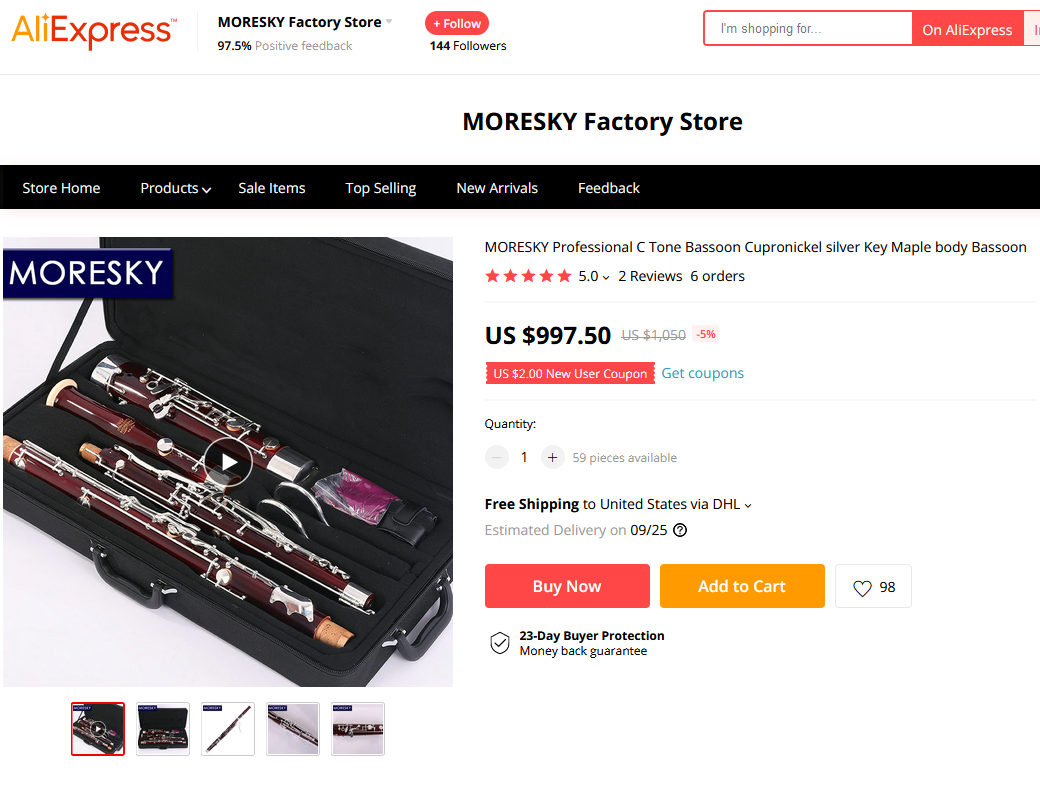 AliExpress™
MORESKY Factory Store
+ Follow
97.5% Positive feedback
144 Followers
I'm shopping for...
On AliExpress
MORESKY Factory Store
Store Home Products Sale Items Top Selling New Arrivals Feedback
MORESKY
MORESKY Professional C Tone Bassoon Cupronickel silver Key Maple body Bassoon
5.0 2 Reviews 6 orders
US $997.50 US $1,050 -5%
US $2.00 New User Coupon Get coupons
Quantity:
1 + 59 pieces available
Free Shipping to United States via DHL
Estimated Delivery on 09/25
Buy Now Add to Cart 98
23-Day Buyer Protection
Money back guarantee
MORESKY MORESKY MORESKY MORESKY MORESKY